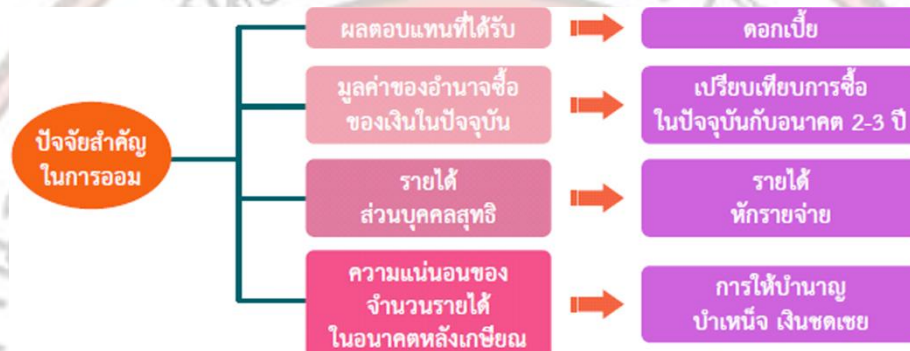 ปัจจัยสำคัญ
ในการออม
ผลตอบแทนที่ได้รับ
ดอกเบี้ย
มูลค่าของอำนาจซื้อ
ของเงินในปัจจุบัน
เปรียบเทียบการซื้อ
ในปัจจุบันกับอนาคต 2-3 ปี
รายได้
ส่วนบุคคลสุทธิ
รายได้
หักรายจ่าย
ความแน่นอนของ
จำนวนรายได้
ในอนาคตหลังเกษียณ
การให้บำนาญ
บำเหน็จ เงินชดเชย